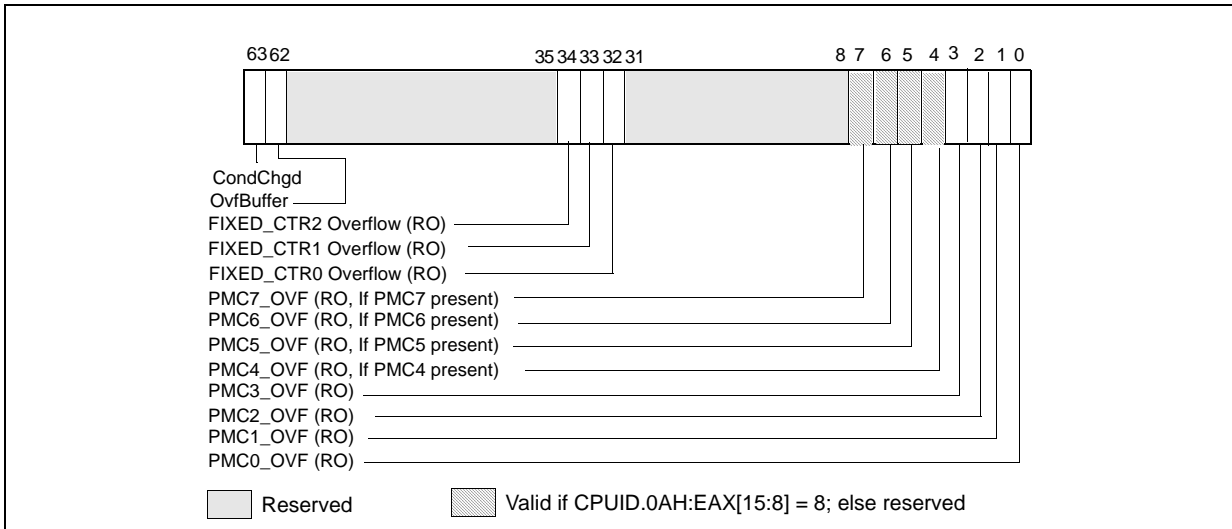 63 62 35 34 33 32 31 8 7 6 5 4 3 2 1 0
CondChgd
OvfBuffer
FIXED_CTR2 Overflow (RO)
FIXED_CTR1 Overflow (RO)
FIXED_CTR0 Overflow (RO)
PMC7_OVF (RO, If PMC7 present)
PMC6_OVF (RO, If PMC6 present)
PMC5_OVF (RO, If PMC5 present)
PMC4_OVF (RO, If PMC4 present)
PMC3_OVF (RO)
PMC2_OVF (RO)
PMC1_OVF (RO)
PMC0_OVF (RO)
Reserved Valid if CPUID.0AH:EAX[15:8] = 8; else reserved